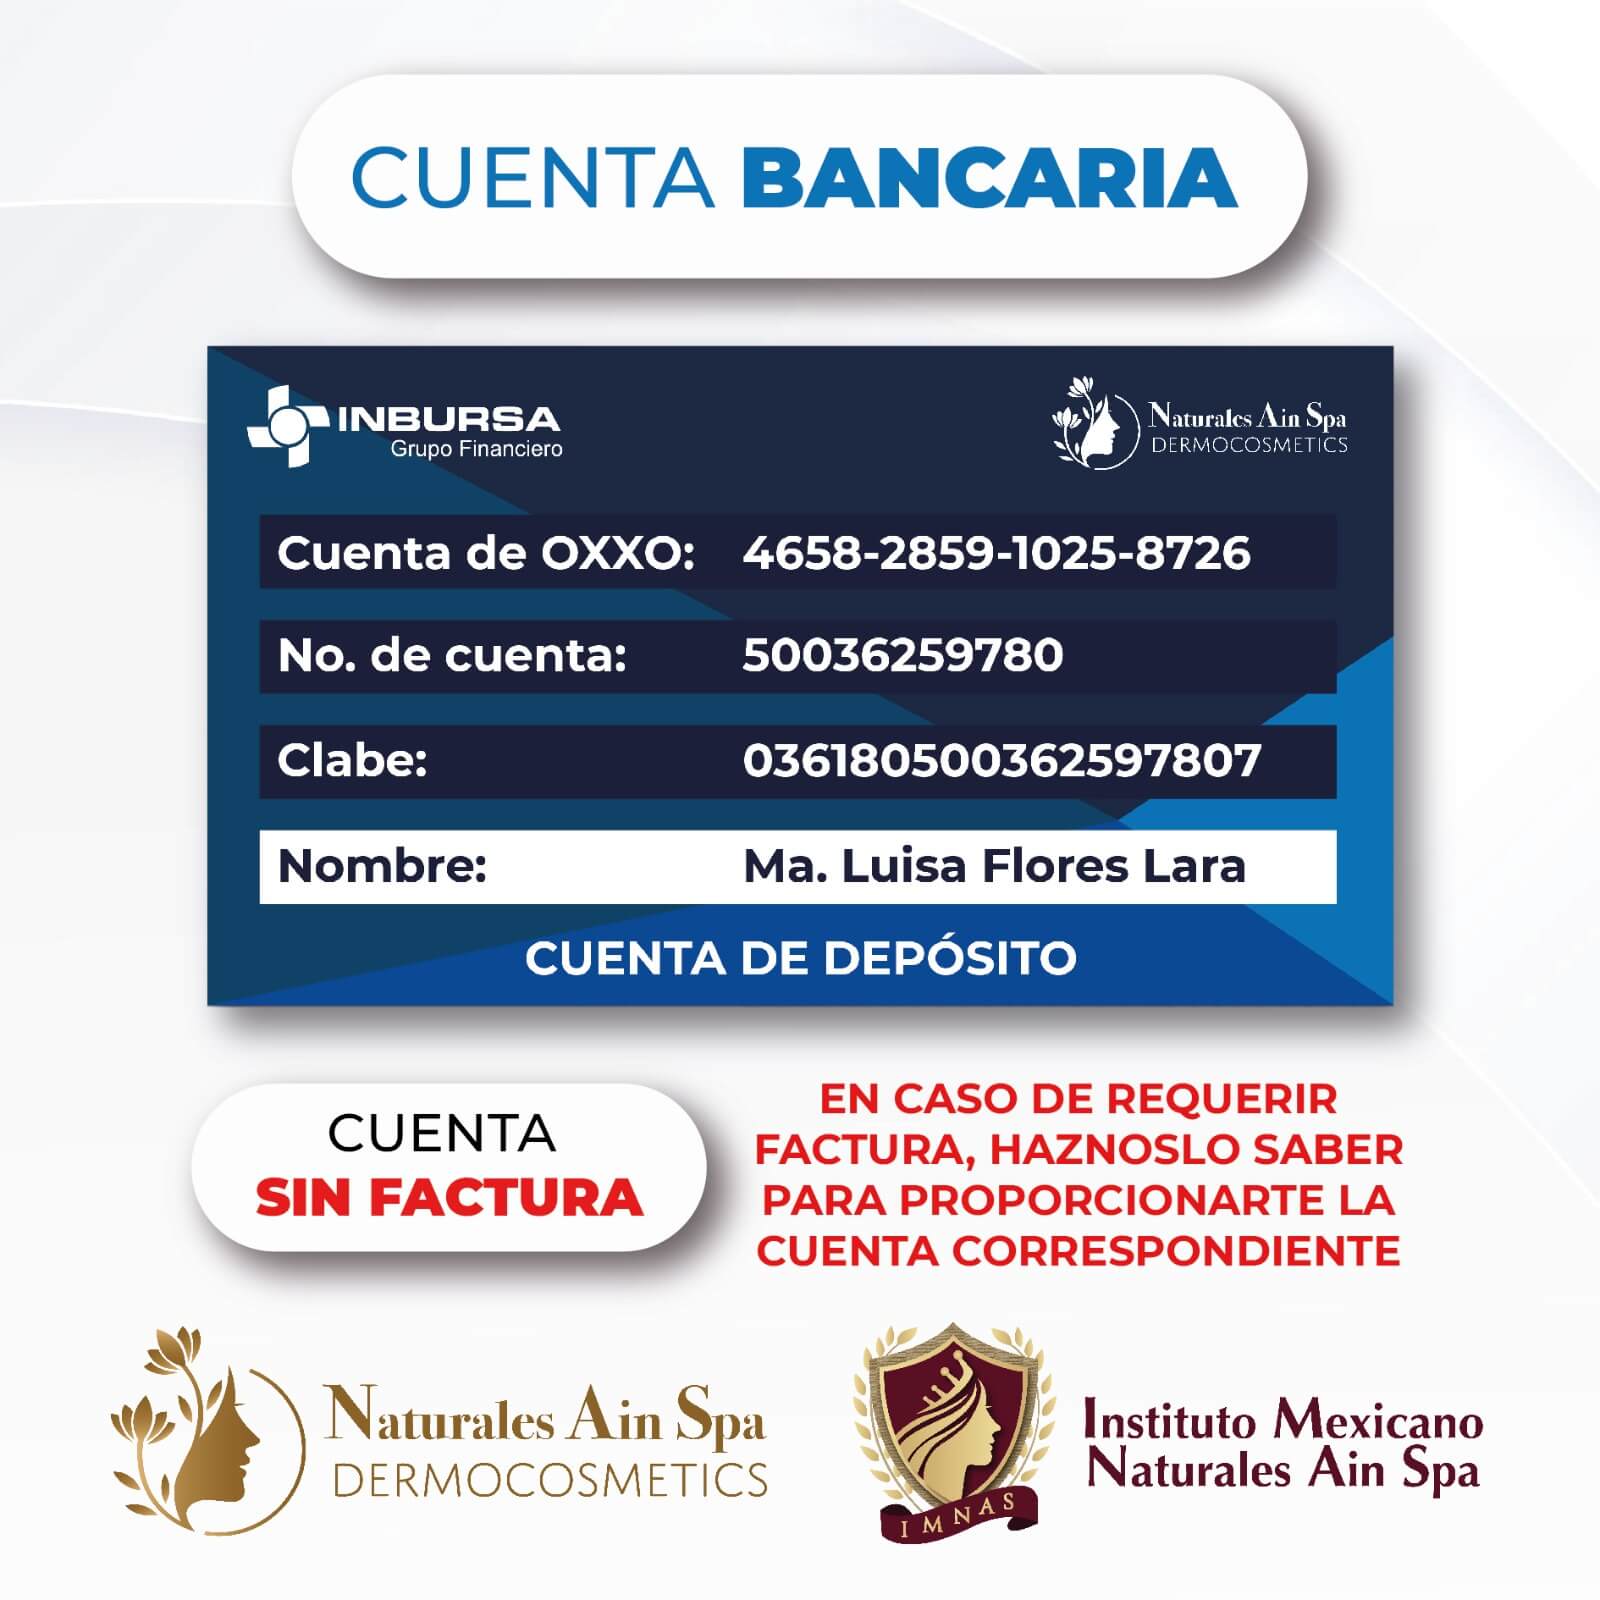 CUENTA BANCARIA
INBURSA
Grupo Financiero
Naturales Ain Spa
DERMOCOSMETICS
Cuenta de OXXO: 4658-2859-1025-8726
No. de cuenta: 50036259780
Clabe: 036180500362597807
Nombre: Ma. Luisa Flores Lara
CUENTA DE DEPÓSITO
CUENTA
SIN FACTURA
EN CASO DE REQUERIR
FACTURA, HAZNOSLO SABER
PARA PROPORCIONARTE LA
CUENTA CORRESPONDIENTE
Naturales Ain Spa
DERMOCOSMETICS
IMNAS
Instituto Mexicano
Naturales Ain Spa